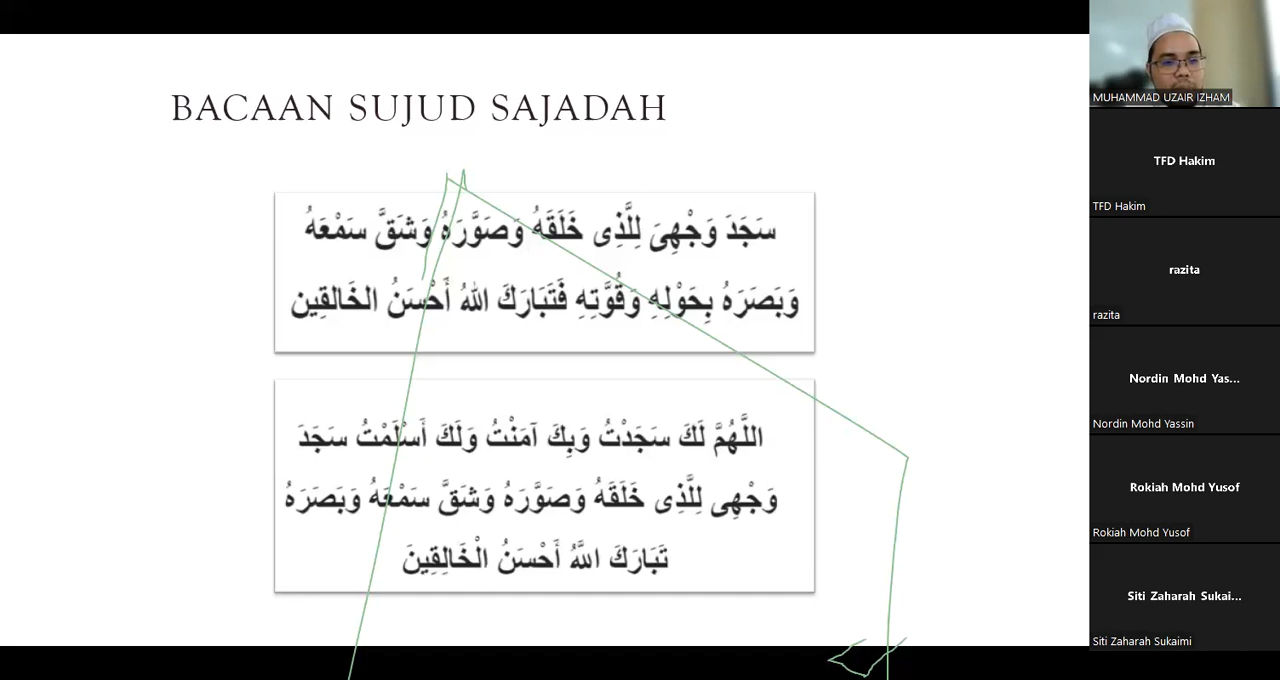 BACAAN SUJUD SAJADAH
سَجَدَ وَجْهِىَ لِلَّذِى خَلَقَهُ وَصَوَّرَهُ وَشَقَّ سَمْعَهُ
وَبَصَرَهُ بِحَوْلِهِ وَقُوَّتِهِ فَتَبَارَكَ اللهُ أَحْسَنُ الخَالقِين
اللَّهُمَّ لَكَ سَجَدْتُ وَبِكَ آمَنْتُ وَلَكَ أَسْلَمْتُ سَجَدَ
وَجْهِى لِلَّذِى خَلَقَهُ وَصَوَّرَهُ وَشَقَّ سَمْعَهُ وَبَصَرَهُ
تَبَارَكَ اللَّهُ أَحْسَنُ الْخَالِقِينَ
MUHAMMAD UZAIR IZHAM
TFD Hakim
TFD Hakim
razita
razita
Nordin Mohd Yas...
Nordin Mohd Yassin
Rokiah Mohd Yusof
Rokiah Mohd Yusof
Siti Zaharah Sukai...
Siti Zaharah Sukaimi